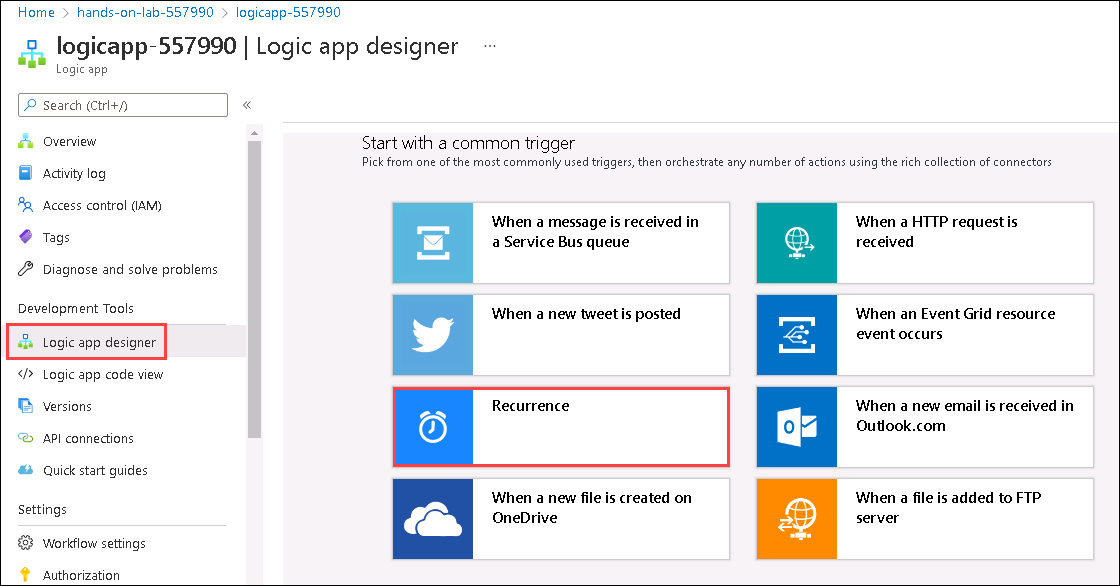 Home > hands-on-lab-557990 > logicapp-557990
logicapp-557990 | Logic app designer ...
Logic app
Search (Ctrl+/)
«
Overview
Activity log
Access control (IAM)
Tags
Diagnose and solve problems
Development Tools
Logic app designer
</> Logic app code view
Versions
API connections
Quick start guides
Settings
Workflow settings
Authorization
Start with a common trigger
Pick from one of the most commonly used triggers, then orchestrate any number of actions using the rich collection of connectors
When a message is received in
a Service Bus queue
When a HTTP request is
received
When a new tweet is posted
When an Event Grid resource
event occurs
Recurrence
When a new email is received in
Outlook.com
When a new file is created on
OneDrive
When a file is added to FTP
server